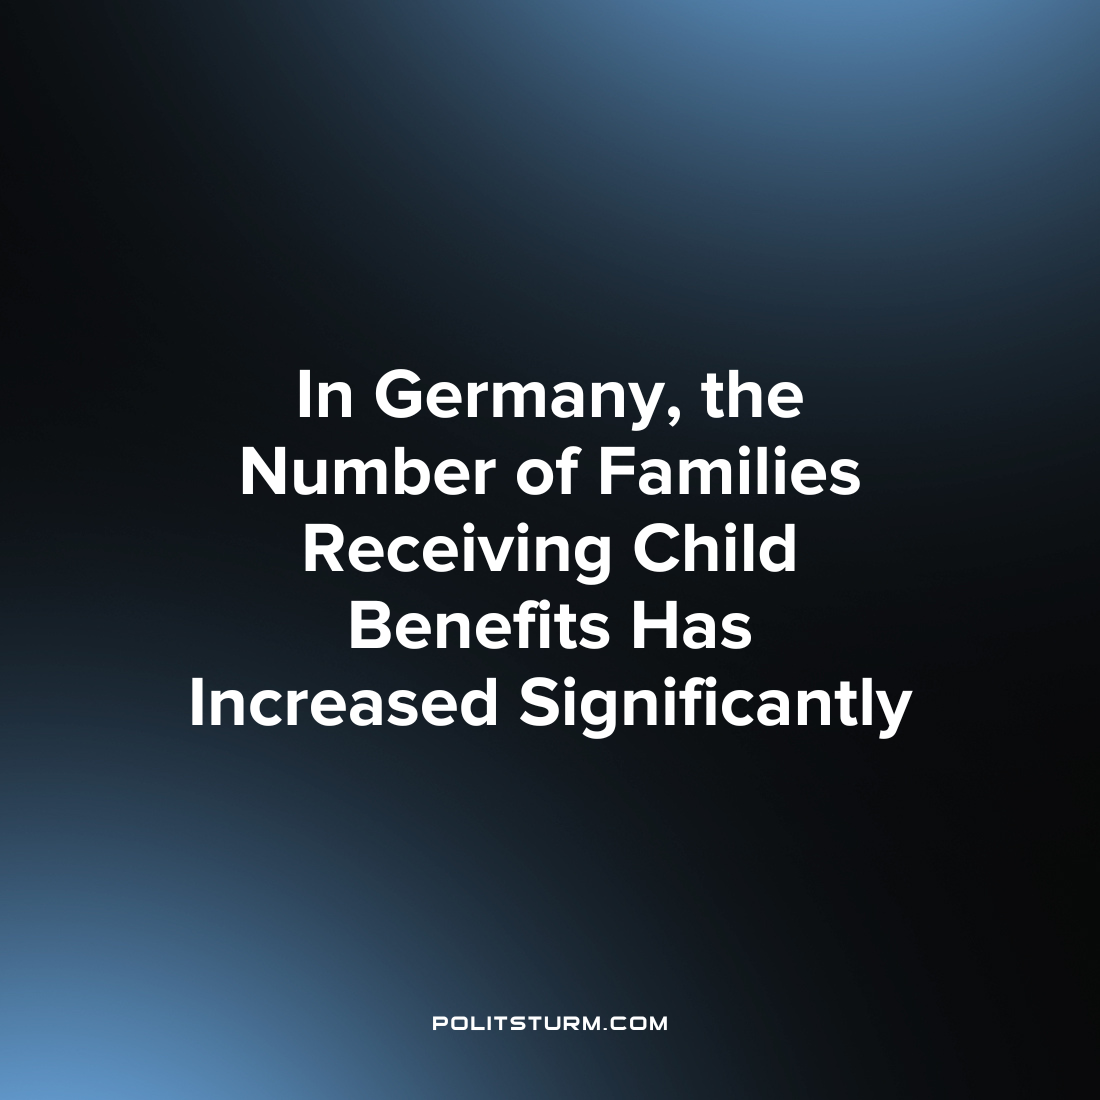 In Germany, the
Number of Families
Receiving Child
Benefits Has
Increased Significantly
POLITSTURM.COM